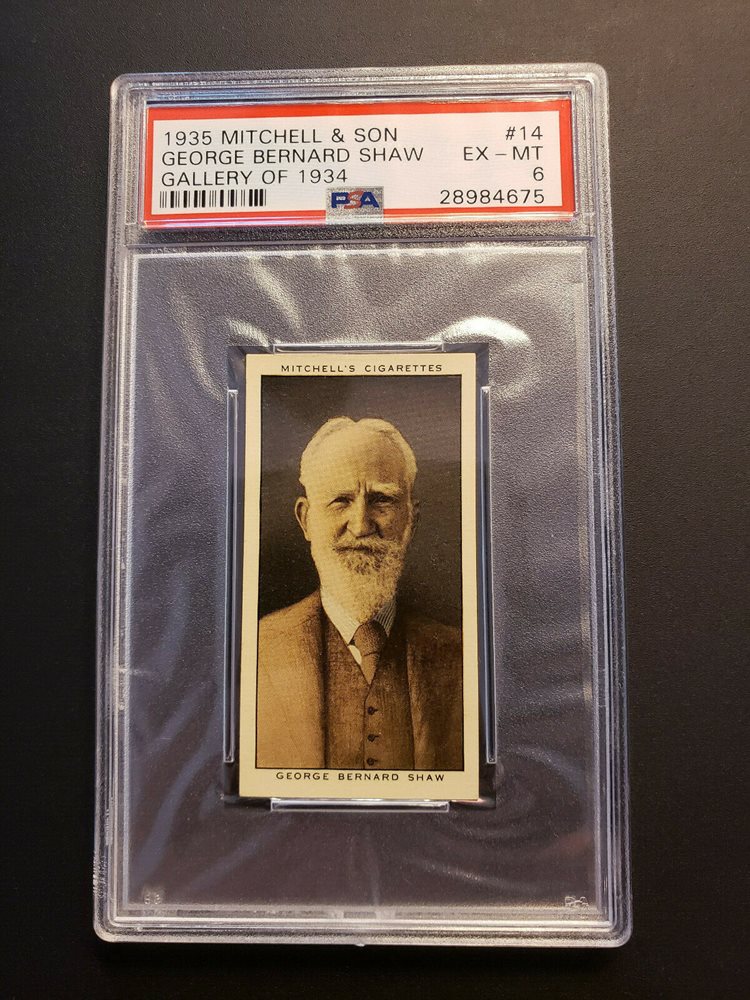 1935 MITCHELL & SON #14
GEORGE BERNARD SHAW EX - MT
GALLERY OF 1934 6
PSA 28984675
MITCHELL'S CIGARETTES
GEORGE BERNARD SHAW